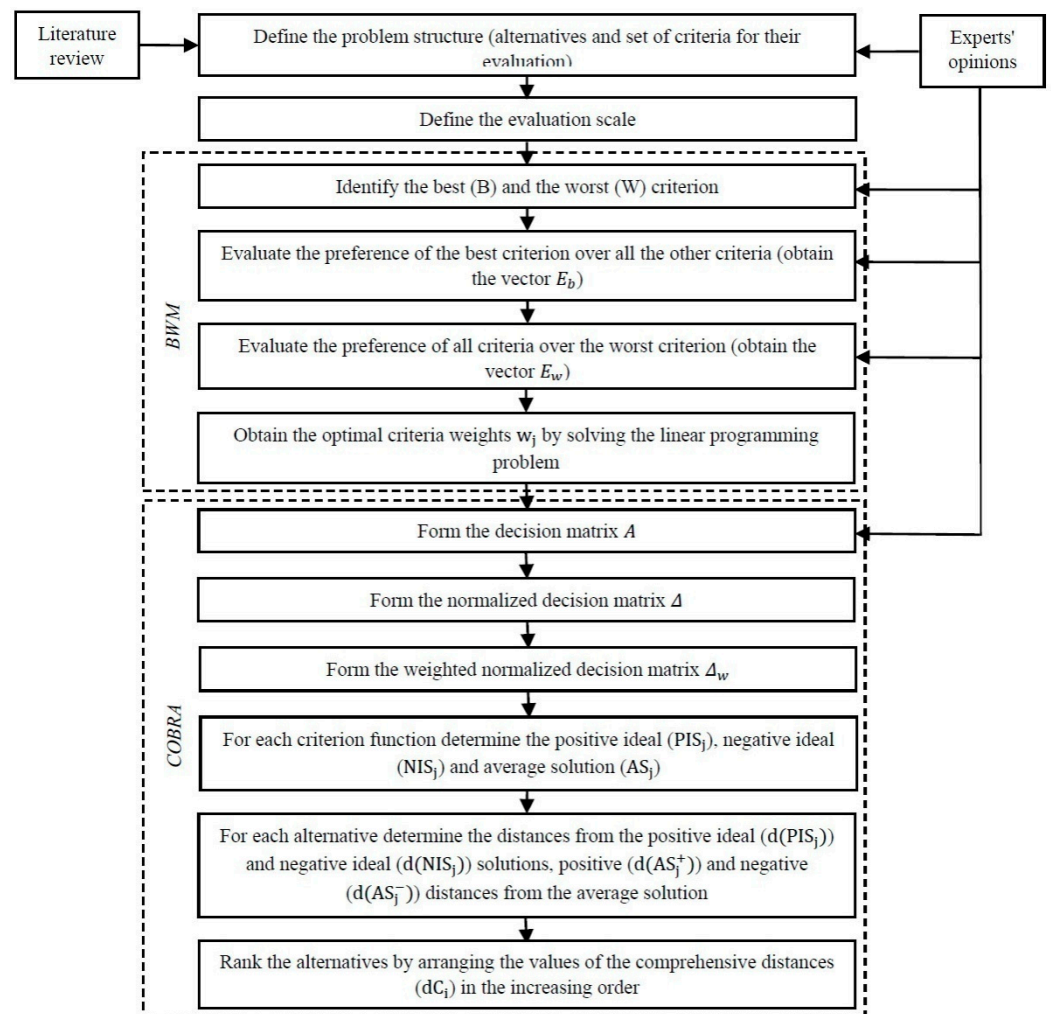 Literature
review
Define the problem structure (alternatives and set of criteria for their
evaluation)
Experts'
opinions
Define the evaluation scale
BWM
Identify the best (B) and the worst (W) criterion
Evaluate the preference of the best criterion over all the other criteria (obtain
the vector E_b)
Evaluate the preference of all criteria over the worst criterion (obtain the
vector E_w)
Obtain the optimal criteria weights w_j by solving the linear programming
problem
COBRA
Form the decision matrix A
Form the normalized decision matrix Δ
Form the weighted normalized decision matrix Δ_w
For each criterion function determine the positive ideal (PIS_j), negative ideal
(NIS_j) and average solution (AS_j)
For each alternative determine the distances from the positive ideal (d(PIS_j))
and negative ideal (d(NIS_j)) solutions, positive (d(AS_j^+)) and negative
(d(AS_j^-)) distances from the average solution
Rank the alternatives by arranging the values of the comprehensive distances
(dC_i) in the increasing order